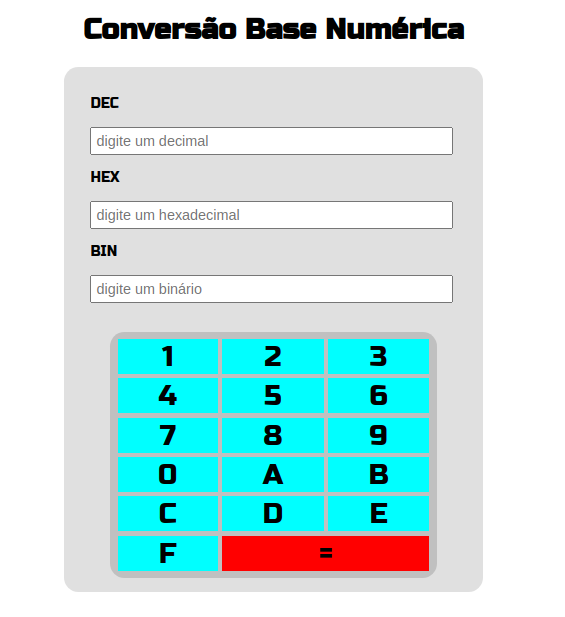 Conversão Base Numérica
DEC
digite um decimal
HEX
digite um hexadecimal
BIN
digite um binário
1 2 3
4 5 6
7 8 9
0 A B
C D E
F =